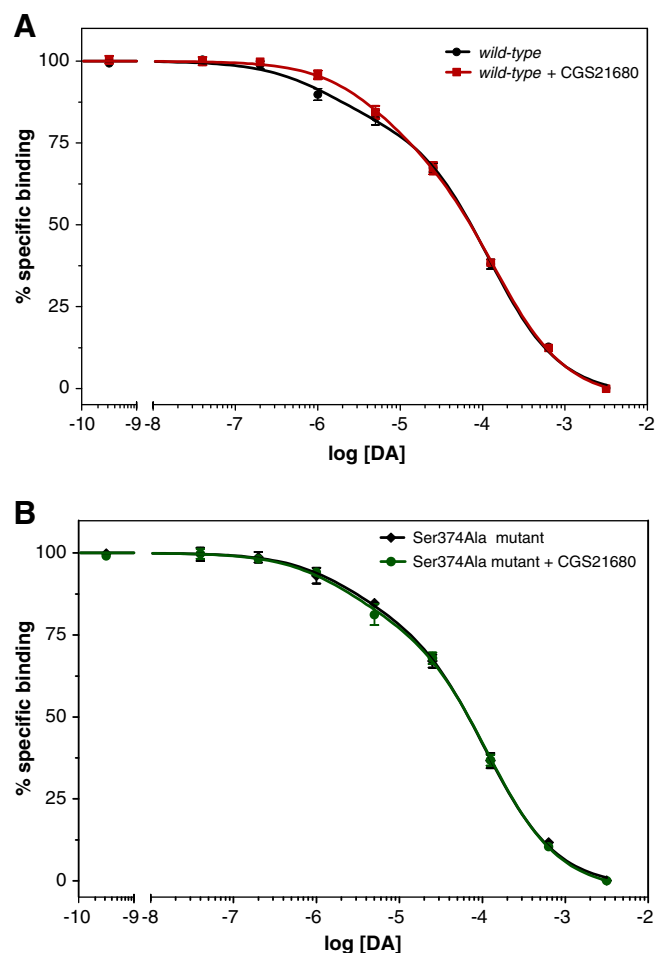 A
wild-type
wild-type + CGS21680
100
75
50
25
0
% specific binding
-10 -9 -8 -7 -6 -5 -4 -3 -2
log [DA]
B
Ser374Ala mutant
Ser374Ala mutant + CGS21680
100
75
50
25
0
% specific binding
-10 -9 -8 -7 -6 -5 -4 -3 -2
log [DA]